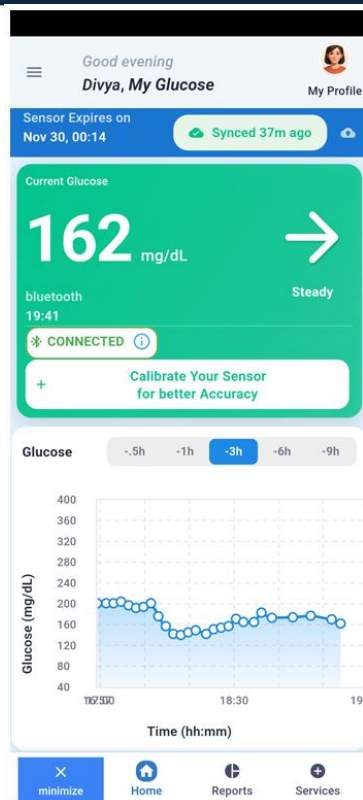 Good evening
Divya, My Glucose
My Profile
Sensor Expires on
Nov 30, 00:14
Synced 37m ago
Current Glucose
162 mg/dL
Steady
bluetooth
19:41
CONNECTED
+ Calibrate Your Sensor
for better Accuracy
Glucose
-.5h -1h -3h -6h -9h
400
360
320
280
240
200
160
120
80
40
Glucose (mg/dL)
18:30
19
Time (hh:mm)
minimize
Home
Reports
Services